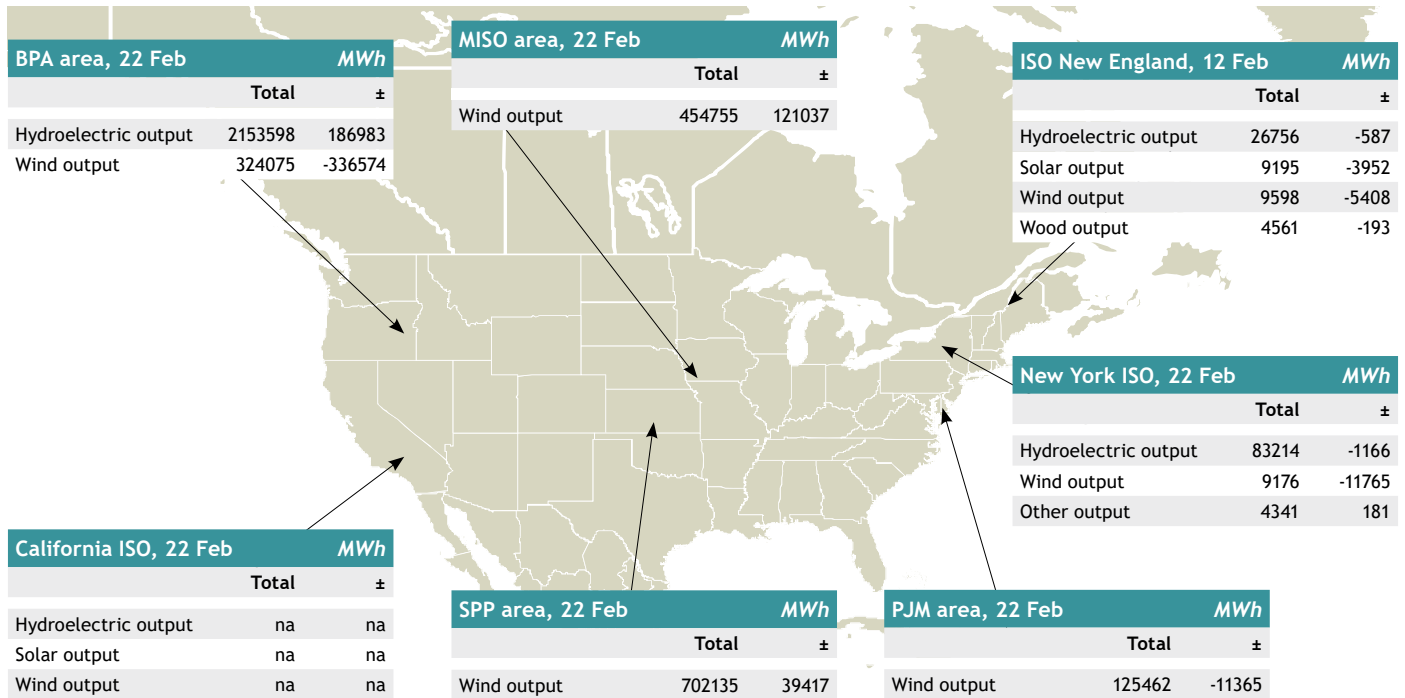 BPA area, 22 Feb MWh
Total ±
Hydroelectric output 2153598 186983
Wind output 324075 -336574
MISO area, 22 Feb MWh
Total ±
Wind output 454755 121037
ISO New England, 12 Feb MWh
Total ±
Hydroelectric output 26756 -587
Solar output 9195 -3952
Wind output 9598 -5408
Wood output 4561 -193
New York ISO, 22 Feb MWh
Total ±
Hydroelectric output 83214 -1166
Wind output 9176 -11765
Other output 4341 181
California ISO, 22 Feb MWh
Total ±
Hydroelectric output na na
Solar output na na
Wind output na na
SPP area, 22 Feb MWh
Total ±
Wind output 702135 39417
PJM area, 22 Feb MWh
Total ±
Wind output 125462 -11365